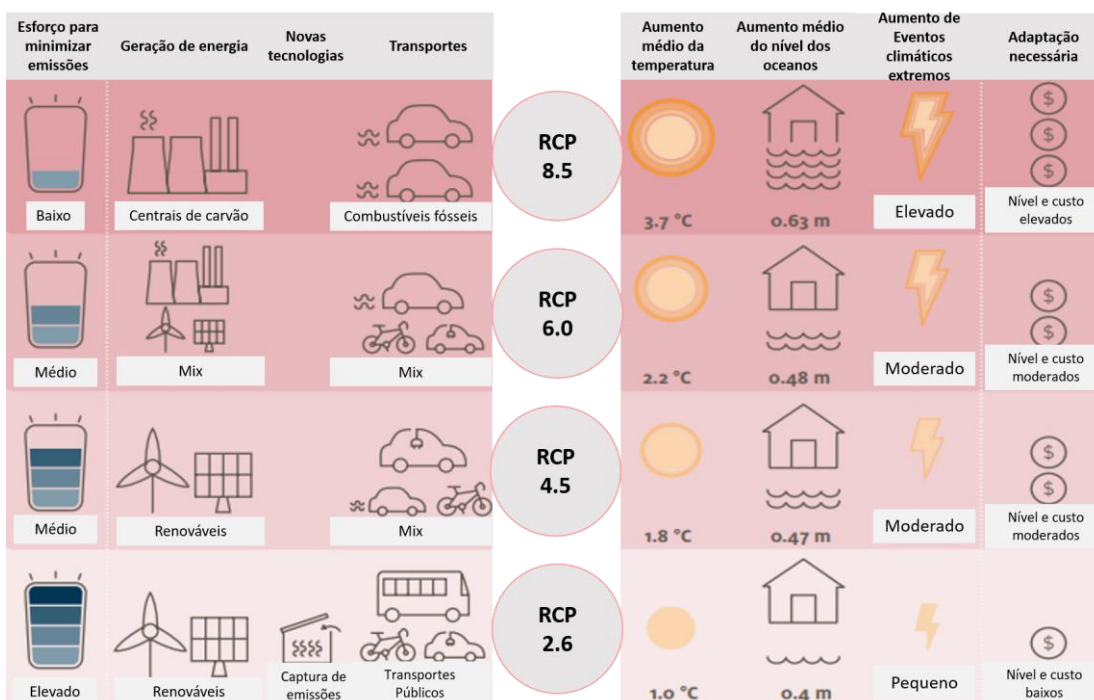 Esforço para
minimizar
emissões
Geração de energia
Novas
tecnologias
Transportes
Aumento
médio da
temperatura
Aumento médio
do nível dos
oceanos
Aumento de
Eventos
climáticos
extremos
Adaptação
necessária
Baixo
Centrais de carvão
Combustíveis fósseis
RCP
8.5
3.7 °C
0.63 m
Elevado
$
$
$
Nível e custo
elevados
Médio
Mix
Mix
RCP
6.0
2.2 °C
0.48 m
Moderado
$
$
Nível e custo
moderados
Médio
Renováveis
Mix
RCP
4.5
1.8 °C
0.47 m
Moderado
$
$
Nível e custo
moderados
Elevado
Renováveis
Captura de
emissões
Transportes
Públicos
RCP
2.6
1.0 °C
0.4 m
Pequeno
$
Nível e custo
baixos